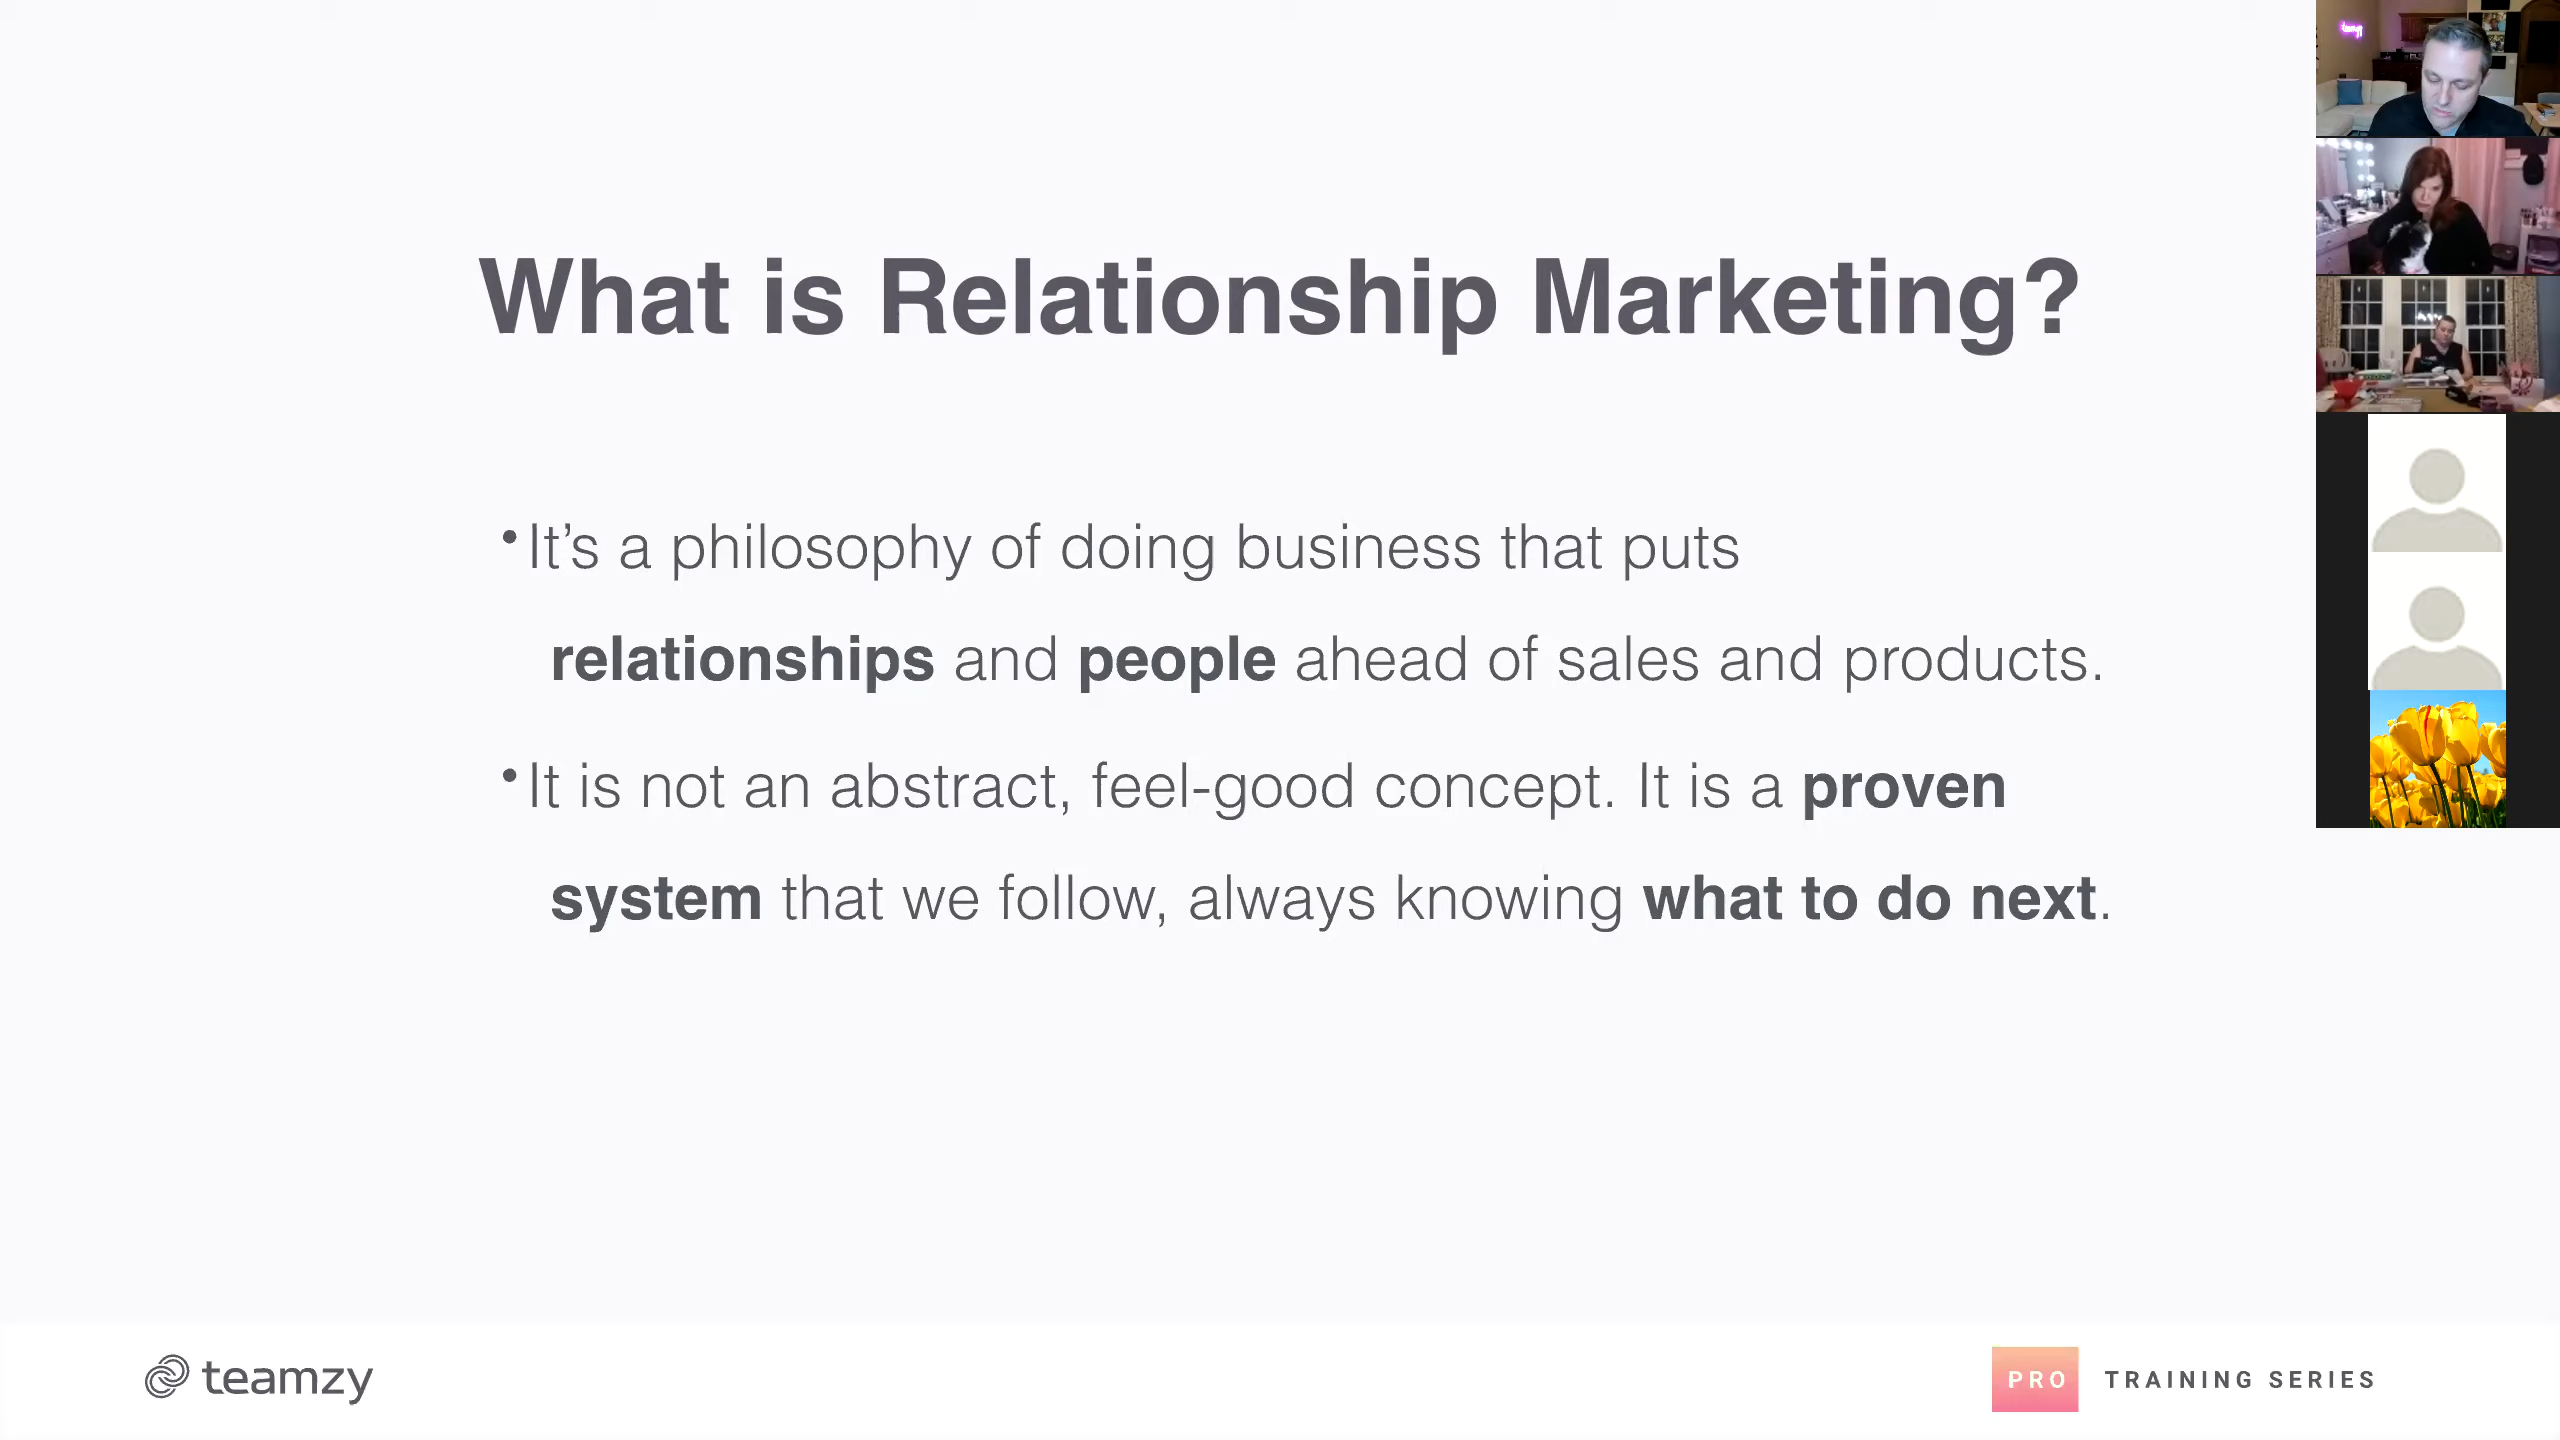 What is Relationship Marketing?
•It’s a philosophy of doing business that puts
relationships and people ahead of sales and products.
•It is not an abstract, feel-good concept. It is a proven
system that we follow, always knowing what to do next.
teamzy
PRO TRAINING SERIES